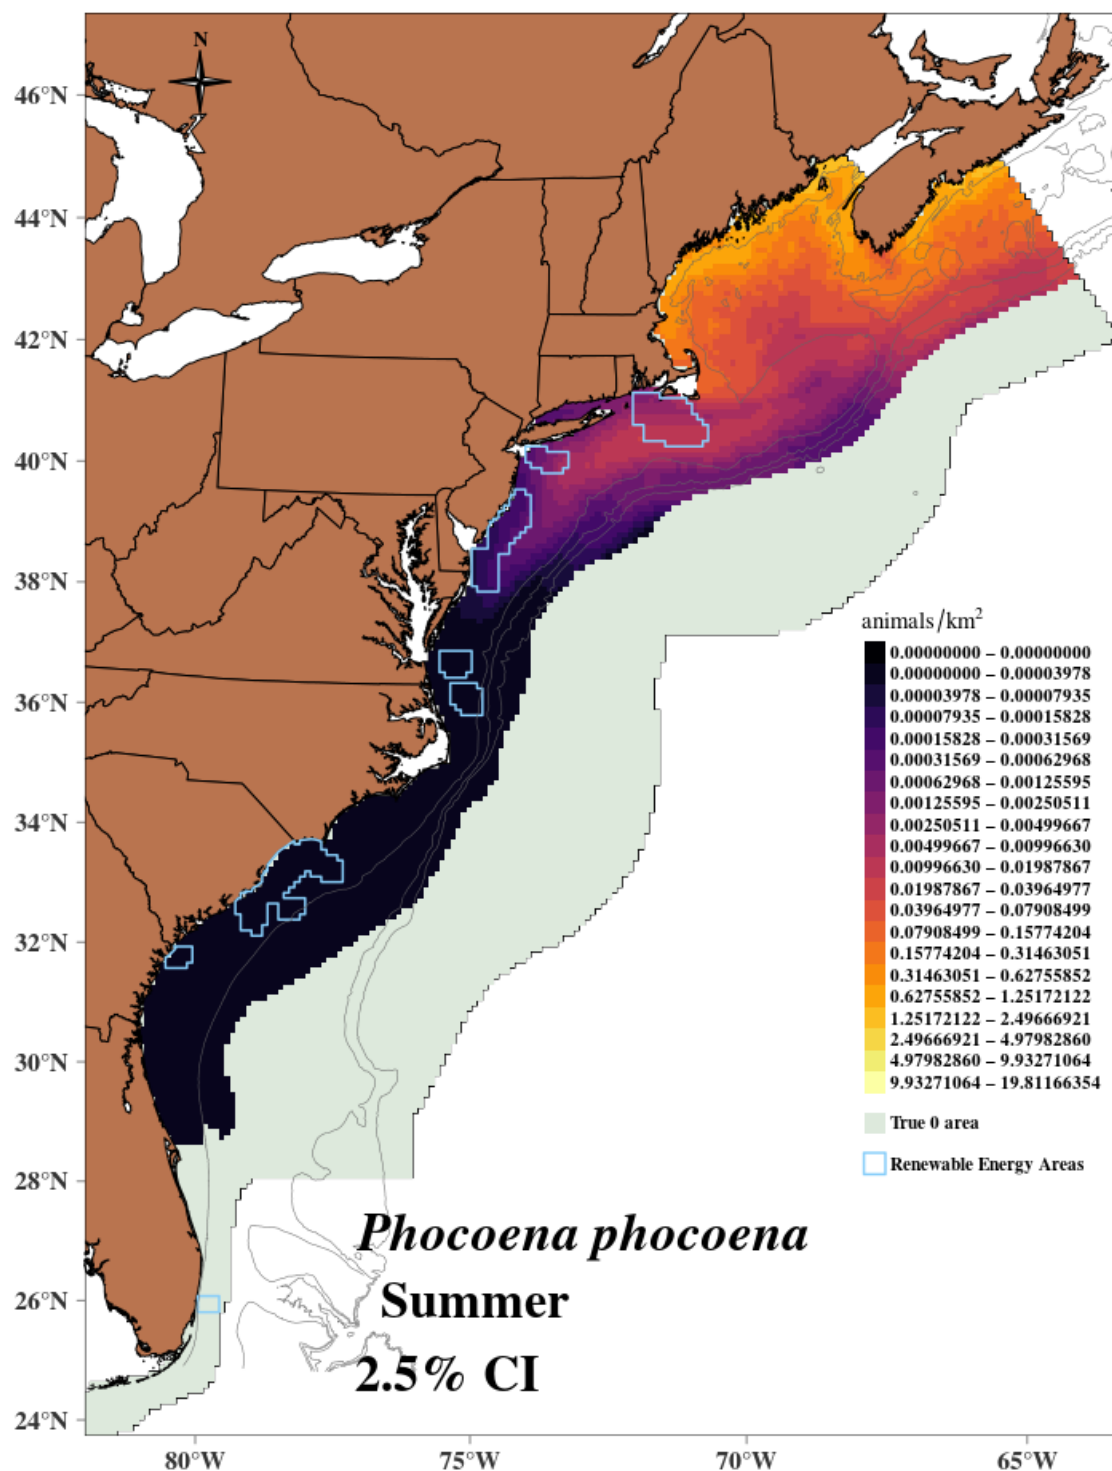 N
46°N
44°N
42°N
40°N
38°N
36°N
34°N
32°N
30°N
28°N
26°N
24°N
animals/km²
0.00000000 – 0.00000000
0.00000000 – 0.00003978
0.00003978 – 0.00007935
0.00007935 – 0.00015828
0.00015828 – 0.00031569
0.00031569 – 0.00062968
0.00062968 – 0.00125595
0.00125595 – 0.00250511
0.00250511 – 0.00499667
0.00499667 – 0.00996630
0.00996630 – 0.01987867
0.01987867 – 0.03964977
0.03964977 – 0.07908499
0.07908499 – 0.15774204
0.15774204 – 0.31463051
0.31463051 – 0.62755852
0.62755852 – 1.25172122
1.25172122 – 2.49666921
2.49666921 – 4.97982860
4.97982860 – 9.93271064
9.93271064 – 19.81166354
True 0 area
Renewable Energy Areas
Phocoena phocoena
Summer
2.5% CI
80°W 75°W 70°W 65°W